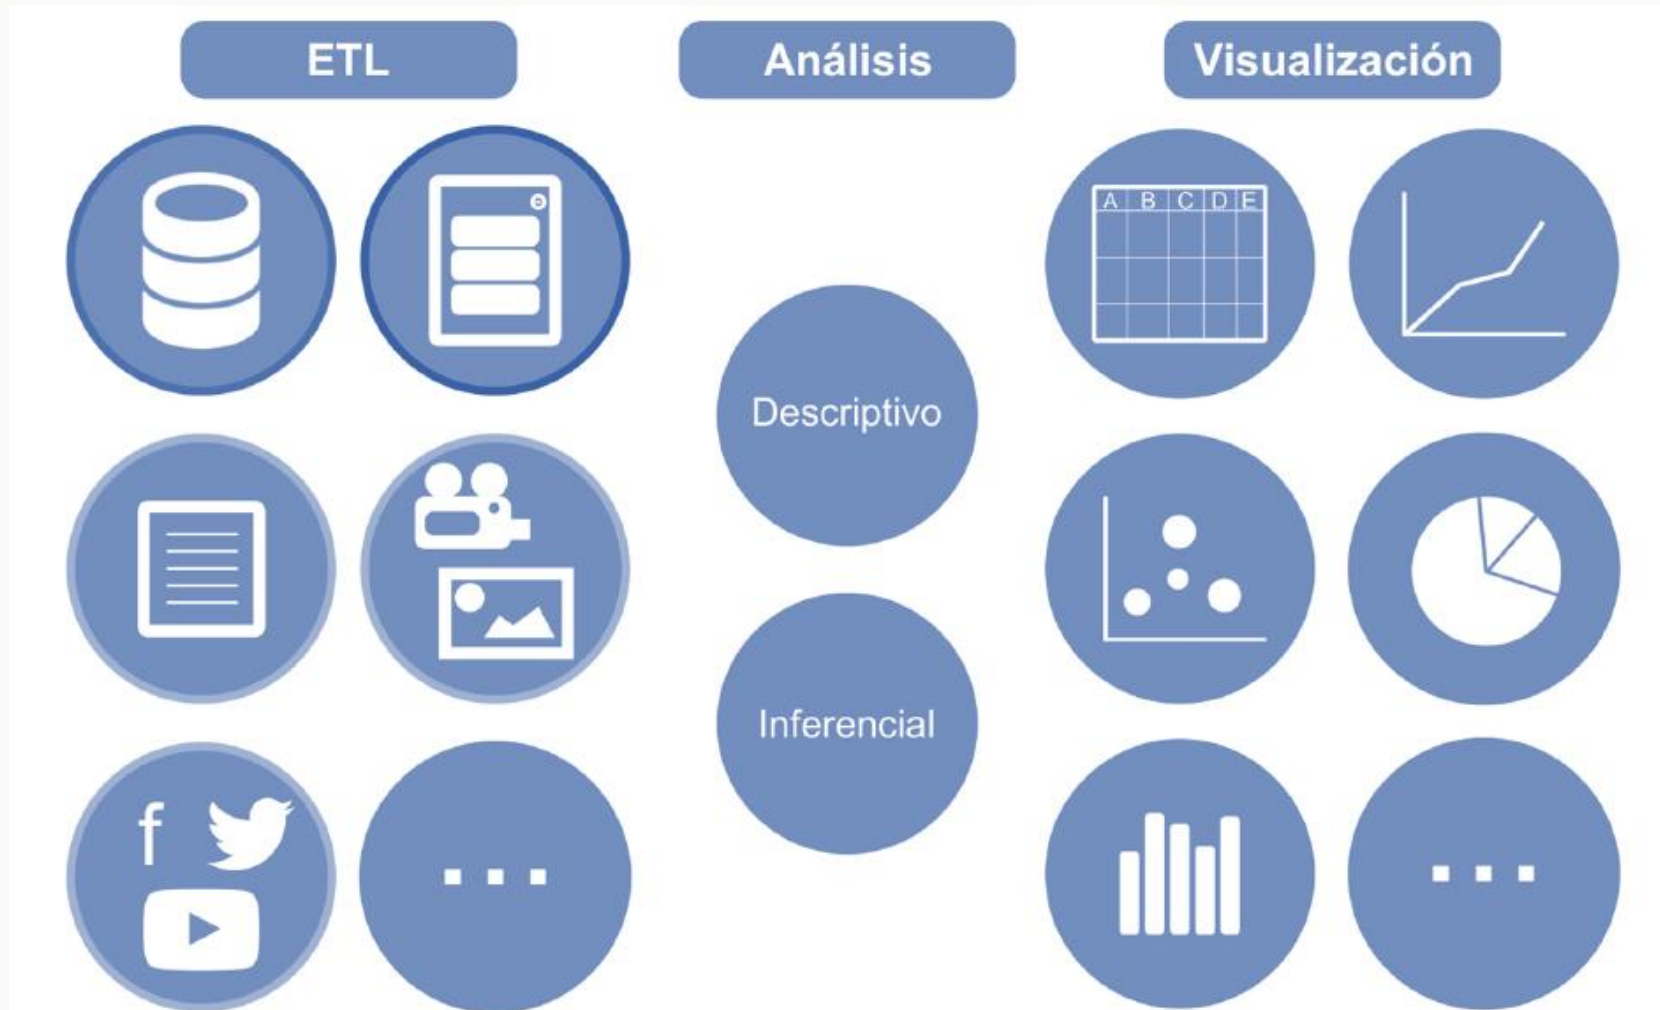 ETL
Análisis
Visualización
A B C D E
Descriptivo
Inferencial
f
...
...